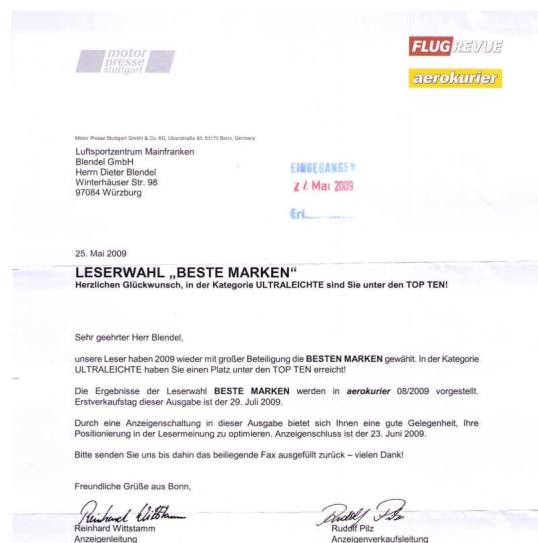 motor
presse
stuttgart
FLUG REVUE
aerokurier
Motor Presse Stuttgart GmbH & Co. KG, Ubierstraße 83, 53173 Bonn, Germany
Luftsportzentrum Mainfranken
Blendel GmbH
Herrn Dieter Blendel
Winterhäuser Str. 98
97084 Würzburg
EINGEGANGEN
Mai 2009
Erl.
25. Mai 2009
LESERWAHL „BESTE MARKEN“
Herzlichen Glückwunsch, in der Kategorie ULTRALEICHTE sind Sie unter den TOP TEN!
Sehr geehrter Herr Blendel,
unsere Leser haben 2009 wieder mit großer Beteiligung die BESTEN MARKEN gewählt. In der Kategorie
ULTRALEICHTE haben Sie einen Platz unter den TOP TEN erreicht!
Die Ergebnisse der Leserwahl BESTE MARKEN werden in aerokurier 08/2009 vorgestellt.
Erstverkaufstag dieser Ausgabe ist der 29. Juli 2009.
Durch eine Anzeigenschaltung in dieser Ausgabe bietet sich Ihnen eine gute Gelegenheit, Ihre
Positionierung in der Lesermeinung zu optimieren. Anzeigenschluss ist der 23. Juni 2009.
Bitte senden Sie uns bis dahin das beiliegende Fax ausgefüllt zurück – vielen Dank!
Freundliche Grüße aus Bonn,
Reinhard Wittstamm
Rudolf Pilz
Reinhard Wittstamm
Rudolf Pilz
Anzeigenleitung
Anzeigenverkaufsleitung